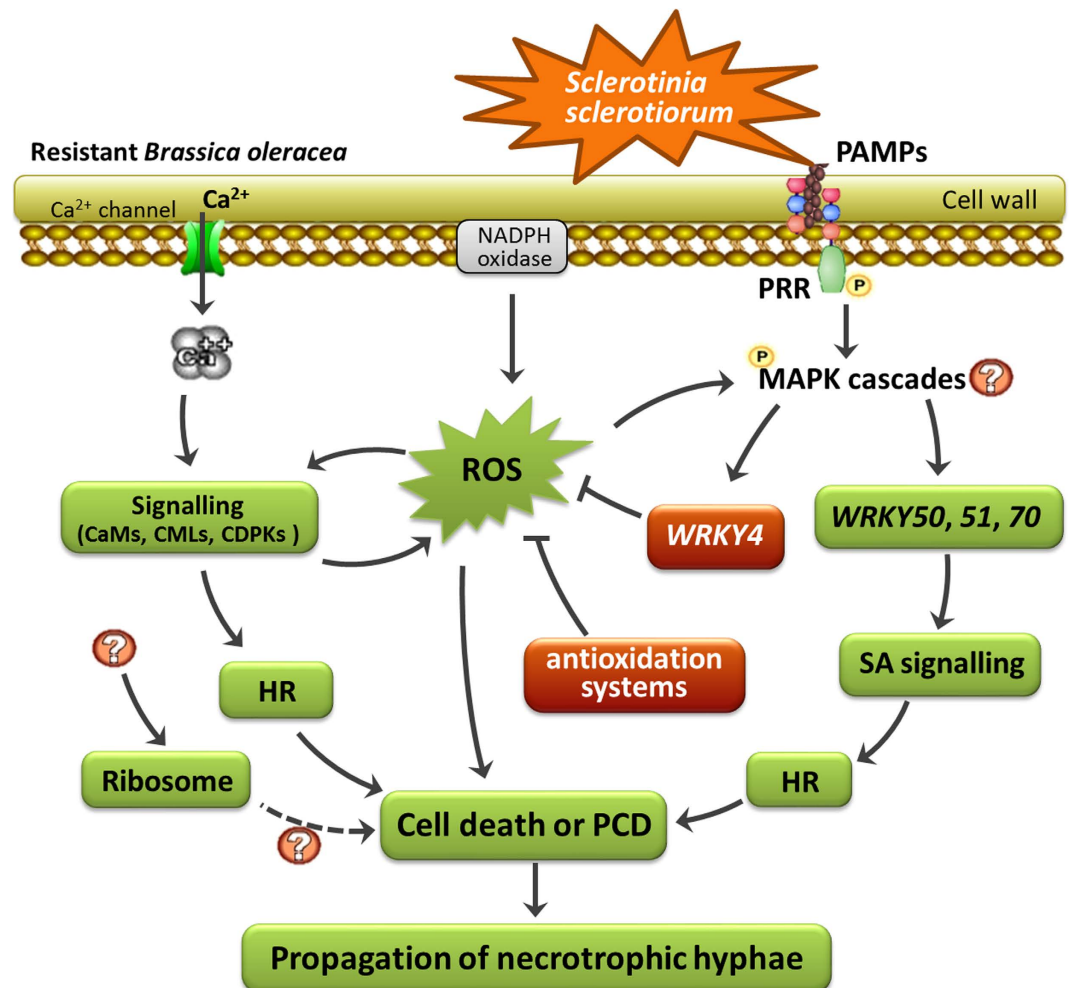 Sclerotinia
sclerotiorum
Resistant Brassica oleracea
PAMPs
Ca²⁺ channel
Ca²⁺
Cell wall
NADPH
oxidase
PRR
P
Ca⁺⁺
P
MAPK cascades
?
ROS
Signalling
(CaMs, CMLs, CDPKs )
WRKY4
WRKY50, 51, 70
?
antioxidation
systems
SA signalling
HR
Ribosome
HR
?
Cell death or PCD
Propagation of necrotrophic hyphae